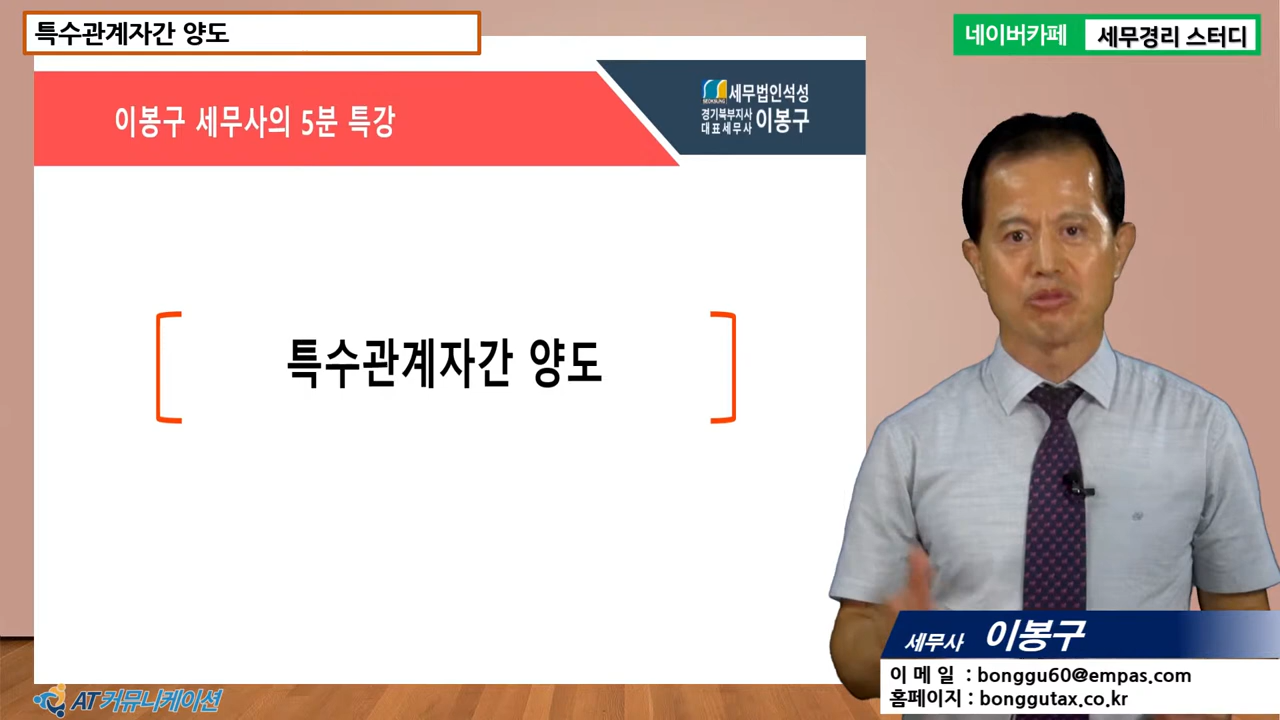 특수관계자간 양도
네이버카페 세무경리 스터디
이봉구 세무사의 5분 특강
세무법인석성
경기북부지사
대표세무사 이봉구
특수관계자간 양도
세무사 이봉구
이 메 일 : bonggu60@empas.com
홈페이지 : bonggutax.co.kr
AT커뮤니케이션